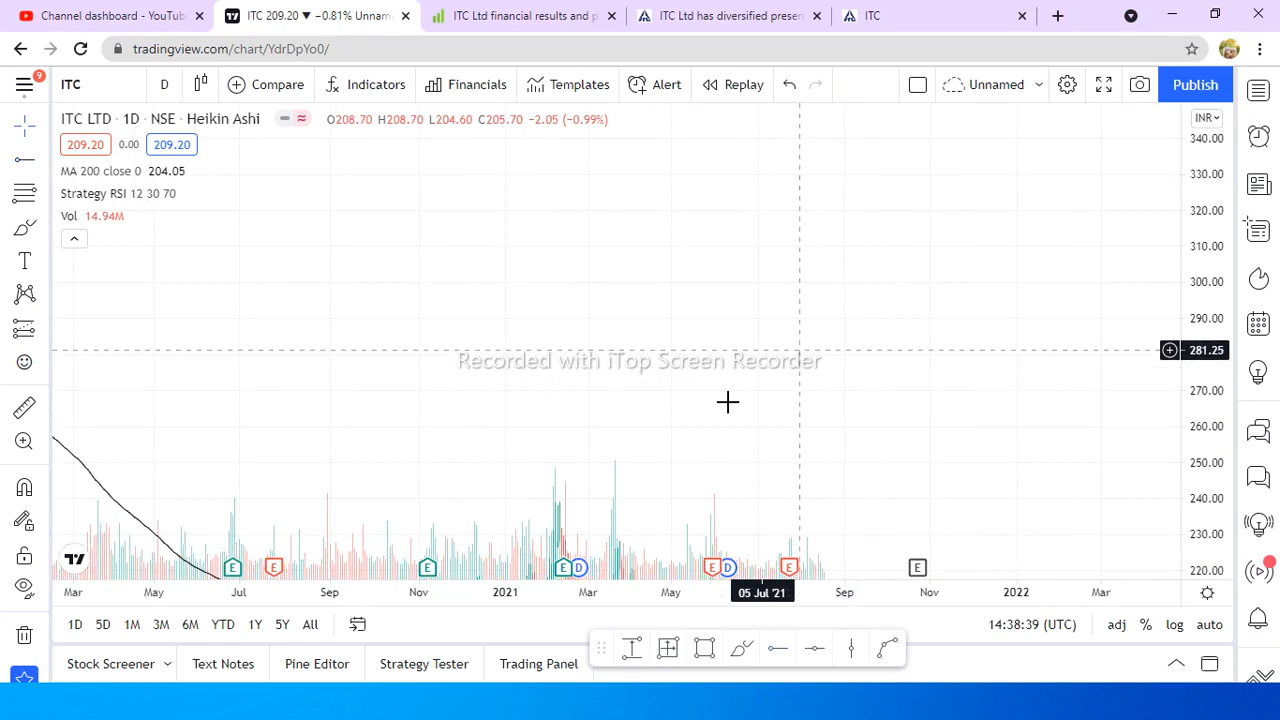 Channel dashboard - YouTube
ITC 209.20 ▼ −0.81% Unnam
ITC Ltd financial results and p
ITC Ltd has diversified presen
ITC
tradingview.com/chart/YdrDpYo0/
9
ITC
D
Compare
Indicators
Financials
Templates
Alert
Replay
Unnamed
Publish
ITC LTD · 1D · NSE · Heikin Ashi
O208.70 H208.70 L204.60 C205.70 −2.05 (−0.99%)
INR
209.20
0.00
209.20
MA 200 close 0 204.05
Strategy RSI 12 30 70
Vol 14.94M
340.00
330.00
320.00
310.00
300.00
290.00
281.25
270.00
260.00
250.00
240.00
230.00
220.00
Recorded with iTop Screen Recorder
E
E
E
E
D
E
D
E
E
Mar
May
Jul
Sep
Nov
2021
Mar
May
05 Jul '21
Sep
Nov
2022
Mar
1D
5D
1M
3M
6M
YTD
1Y
5Y
All
14:38:39 (UTC)
adj
%
log
auto
Stock Screener
Text Notes
Pine Editor
Strategy Tester
Trading Panel